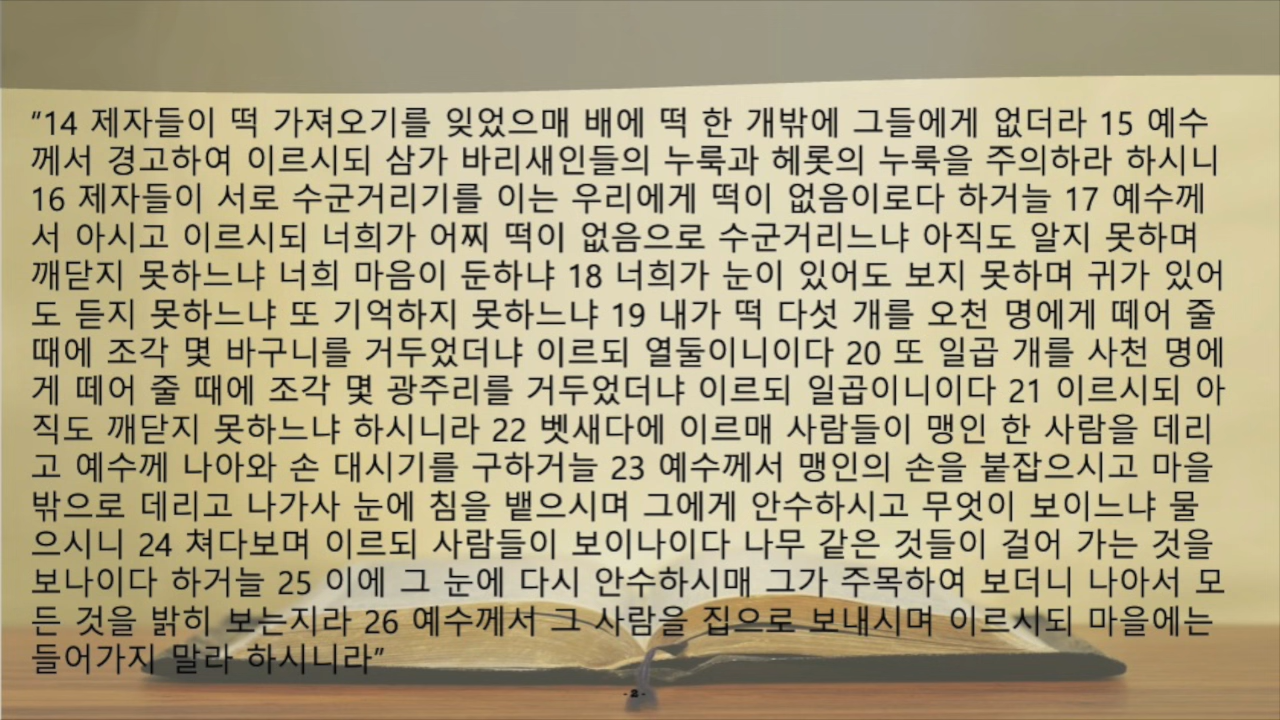 “14 제자들이 떡 가져오기를 잊었으매 배에 떡 한 개밖에 그들에게 없더라 15 예수
께서 경고하여 이르시되 삼가 바리새인들의 누룩과 헤롯의 누룩을 주의하라 하시니
16 제자들이 서로 수군거리기를 이는 우리에게 떡이 없음이로다 하거늘 17 예수께
서 아시고 이르시되 너희가 어찌 떡이 없음으로 수군거리느냐 아직도 알지 못하며
깨닫지 못하느냐 너희 마음이 둔하냐 18 너희가 눈이 있어도 보지 못하며 귀가 있어
도 듣지 못하느냐 또 기억하지 못하느냐 19 내가 떡 다섯 개를 오천 명에게 떼어 줄
때에 조각 몇 바구니를 거두었더냐 이르되 열둘이니이다 20 또 일곱 개를 사천 명에
게 떼어 줄 때에 조각 몇 광주리를 거두었더냐 이르되 일곱이니이다 21 이르시되 아
직도 깨닫지 못하느냐 하시니라 22 벳새다에 이르매 사람들이 맹인 한 사람을 데리
고 예수께 나아와 손 대시기를 구하거늘 23 예수께서 맹인의 손을 붙잡으시고 마을
밖으로 데리고 나가사 눈에 침을 뱉으시며 그에게 안수하시고 무엇이 보이느냐 물
으시니 24 쳐다보며 이르되 사람들이 보이나이다 나무 같은 것들이 걸어 가는 것을
보나이다 하거늘 25 이에 그 눈에 다시 안수하시매 그가 주목하여 보더니 나아서 모
든 것을 밝히 보는지라 26 예수께서 그 사람을 집으로 보내시며 이르시되 마을에는
들어가지 말라 하시니라”
- 2 -